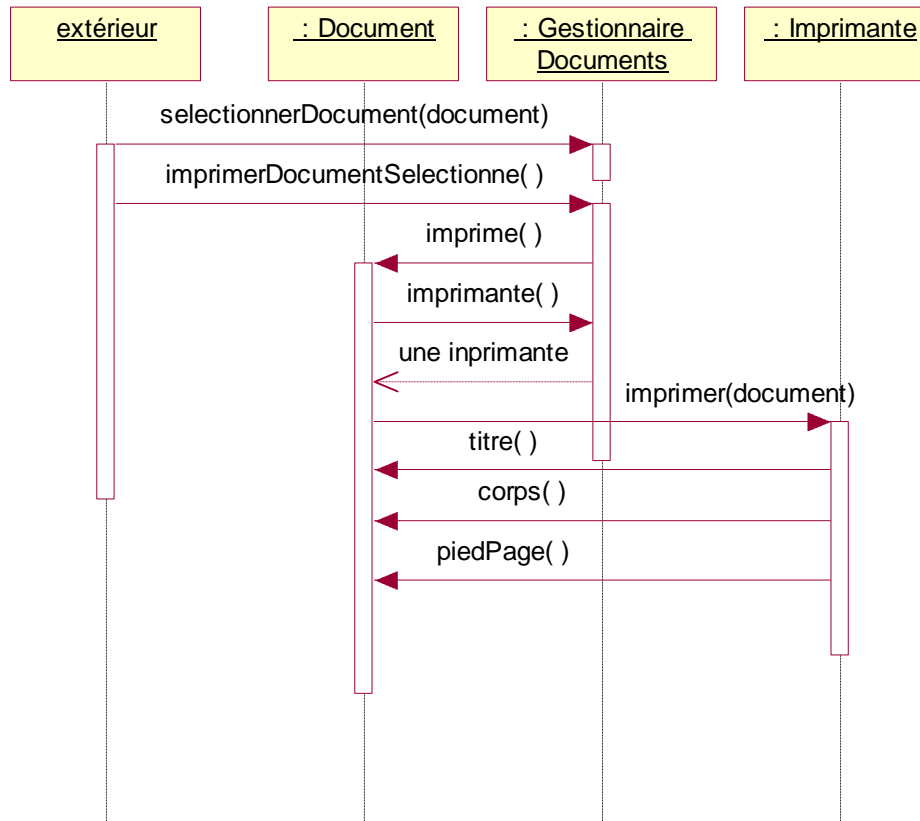 extérieur
: Document
: Gestionnaire
Documents
: Imprimante
selectionnerDocument(document)
imprimerDocumentSelectionne( )
imprime( )
imprimante( )
une inprimante
imprimer(document)
titre( )
corps( )
piedPage( )